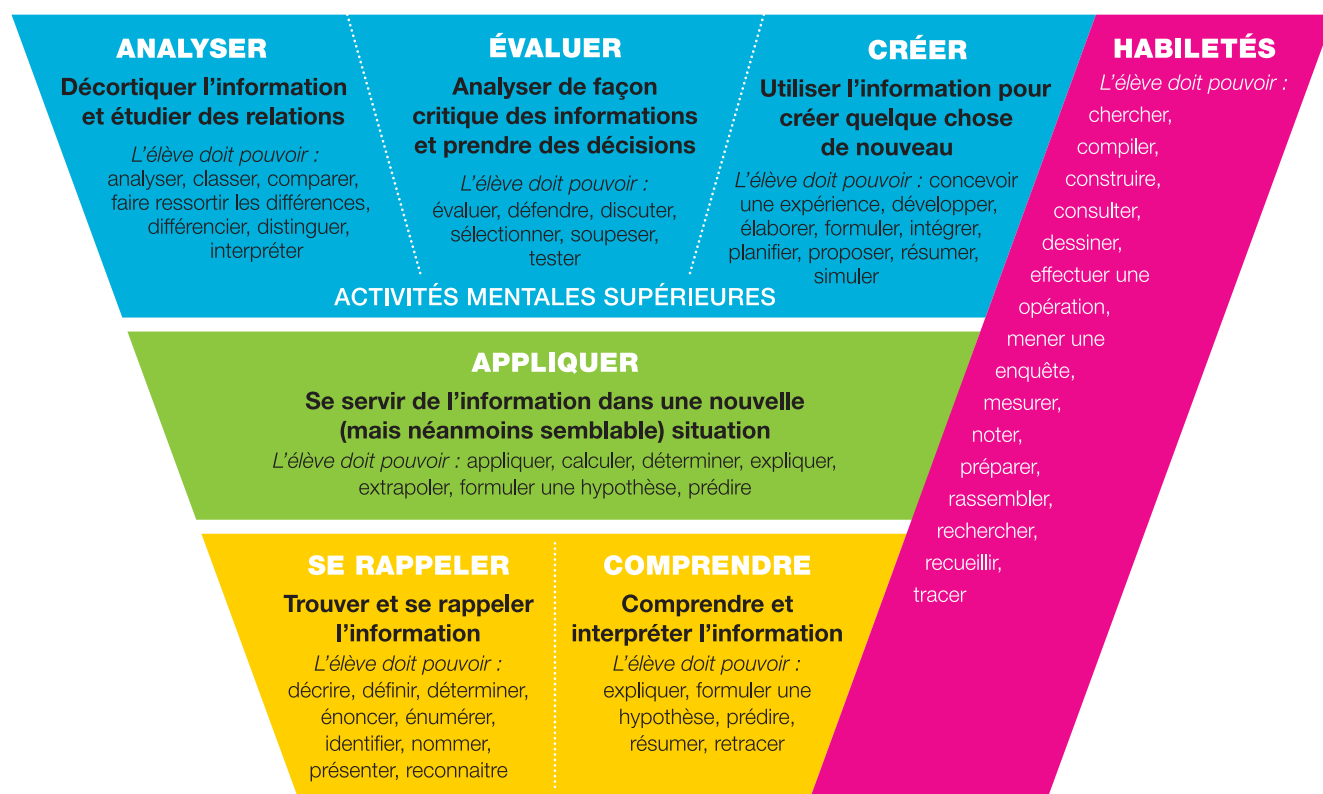 ANALYSER
Décortiquer l'information
et étudier des relations
L'élève doit pouvoir :
analyser, classer, comparer,
faire ressortir les différences,
différencier, distinguer,
interpréter
ÉVALUER
Analyser de façon
critique des informations
et prendre des décisions
L'élève doit pouvoir :
évaluer, défendre, discuter,
sélectionner, soupeser,
tester
CRÉER
Utiliser l'information pour
créer quelque chose
de nouveau
L'élève doit pouvoir : concevoir
une expérience, développer,
élaborer, formuler, intégrer,
planifier, proposer, résumer,
simuler
ACTIVITÉS MENTALES SUPÉRIEURES
HABILETÉS
L'élève doit pouvoir :
chercher,
compiler,
construire,
consulter,
dessiner,
effectuer une
opération,
mener une
enquête,
mesurer,
noter,
préparer,
rassembler,
rechercher,
recueillir,
tracer
APPLIQUER
Se servir de l'information dans une nouvelle
(mais néanmoins semblable) situation
L'élève doit pouvoir : appliquer, calculer, déterminer, expliquer,
extrapoler, formuler une hypothèse, prédire
SE RAPPELER
Trouver et se rappeler
l'information
L'élève doit pouvoir :
décrire, définir, déterminer,
énoncer, énumérer,
identifier, nommer,
présenter, reconnaitre
COMPRENDRE
Comprendre et
interpréter l'information
L'élève doit pouvoir :
expliquer, formuler une
hypothèse, prédire,
résumer, retracer